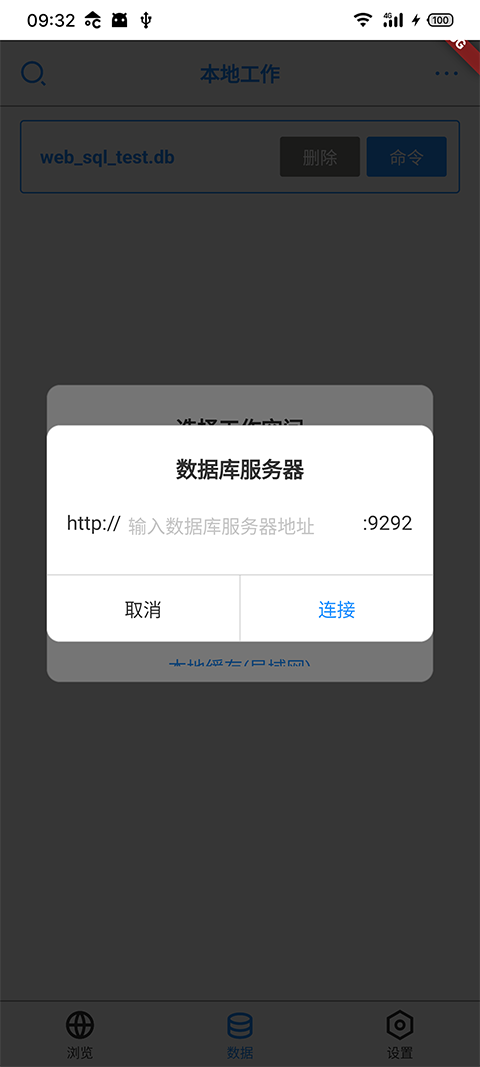 09:32
4G
100
本地工作
web_sql_test.db
删除
命令
选择工作空间
数据库服务器
http://
输入数据库服务器地址
:9292
取消
连接
本地缓存(局域网)
浏览
数据
设置